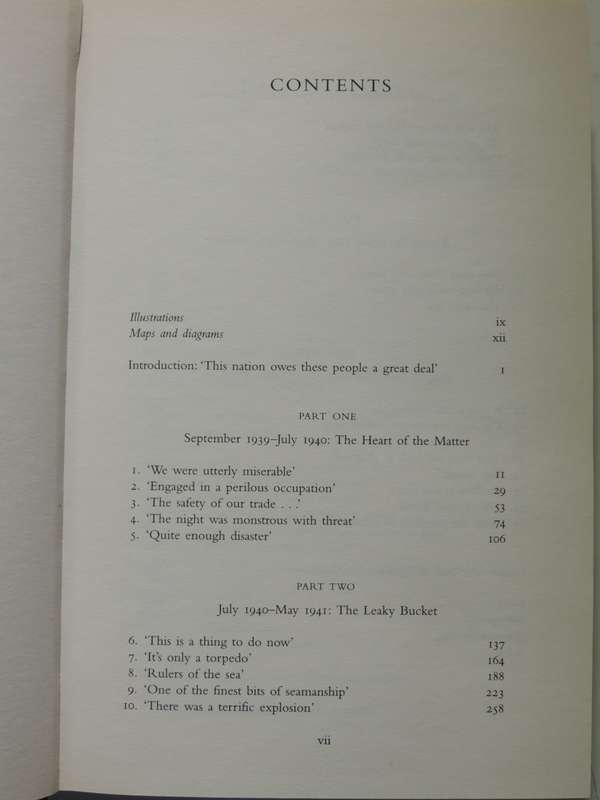 CONTENTS
Illustrations ix
Maps and diagrams xii
Introduction: ‘This nation owes these people a great deal’ 1
PART ONE
September 1939–July 1940: The Heart of the Matter
1. ‘We were utterly miserable’ 11
2. ‘Engaged in a perilous occupation’ 29
3. ‘The safety of our trade . . .’ 53
4. ‘The night was monstrous with threat’ 74
5. ‘Quite enough disaster’ 106
PART TWO
July 1940–May 1941: The Leaky Bucket
6. ‘This is a thing to do now’ 137
7. ‘It’s only a torpedo’ 164
8. ‘Rulers of the sea’ 188
9. ‘One of the finest bits of seamanship’ 223
10. ‘There was a terrific explosion’ 258
vii